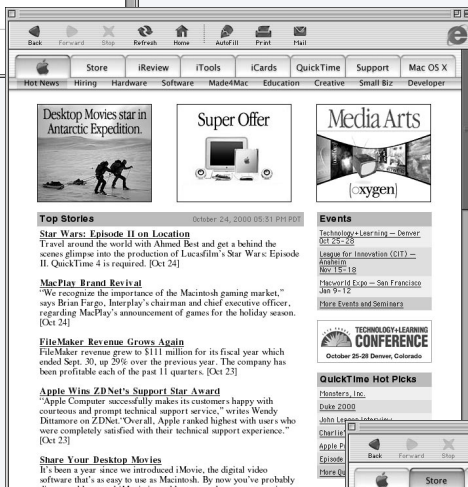 Back Forward Stop Refresh Home AutoFill Print Mail
Store iReview iTools iCards QuickTime Support Mac OS X
Hot News Hiring Hardware Software Made4Mac Education Creative Small Biz Developer
Desktop Movies star in
Antarctic Expedition.
Super Offer
Media Arts
[oxygen]
Top Stories October 24, 2000 05:31 PM PDT
Star Wars: Episode II on Location
Travel around the world with Ahmed Best and get a behind the
scenes glimpse into the production of Lucasfilm's Star Wars: Episode
II. QuickTime 4 is required. [Oct 24]
MacPlay Brand Revival
"We recognize the importance of the Macintosh gaming market,"
says Brian Fargo, Interplay's chairman and chief executive officer,
regarding MacPlay's announcement of games for the holiday season.
[Oct 24]
FileMaker Revenue Grows Again
FileMaker revenue grew to $111 million for its fiscal year which
ended Sept. 30, up 29% over the previous year. The company has
been profitable each of the past 11 quarters. [Oct 23]
Apple Wins ZDNet's Support Star Award
"Apple Computer successfully makes its customers happy with
courteous and prompt technical support service," writes Wendy
Dittamore on ZDNet."Overall, Apple ranked highest with users who
were completely satisfied with their technical support experience."
[Oct 23]
Share Your Desktop Movies
It's been a year since we introduced iMovie, the digital video
software that's as easy to use as Macintosh. By now you've probably
Events
Technology+Learning — Denver
Oct 25-28
League for Innovation (CIT) —
Anaheim
Nov 15-18
Macworld Expo — San Francisco
Jan 9-12
More Events and Seminars
TECHNOLOGY+LEARNING
CONFERENCE
October 25-28 Denver, Colorado
QuickTime Hot Picks
Monsters, Inc.
Duke 2000
John Lennon Interview
Charlie'
Apple P
Episode
More Qu
Back Forward Stop
Store